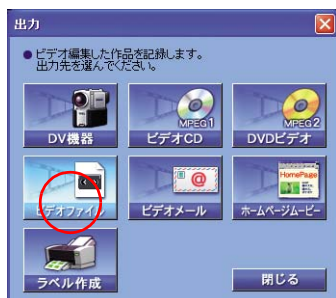 出力
●ビデオ編集した作品を記録します。
出力先を選んでください。
MPEG1
MPEG2
DV機器
ビデオCD
DVDビデオ
@
HomePage
ビデオファイル
ビデオメール
ホームページムービー
ラベル作成
閉じる